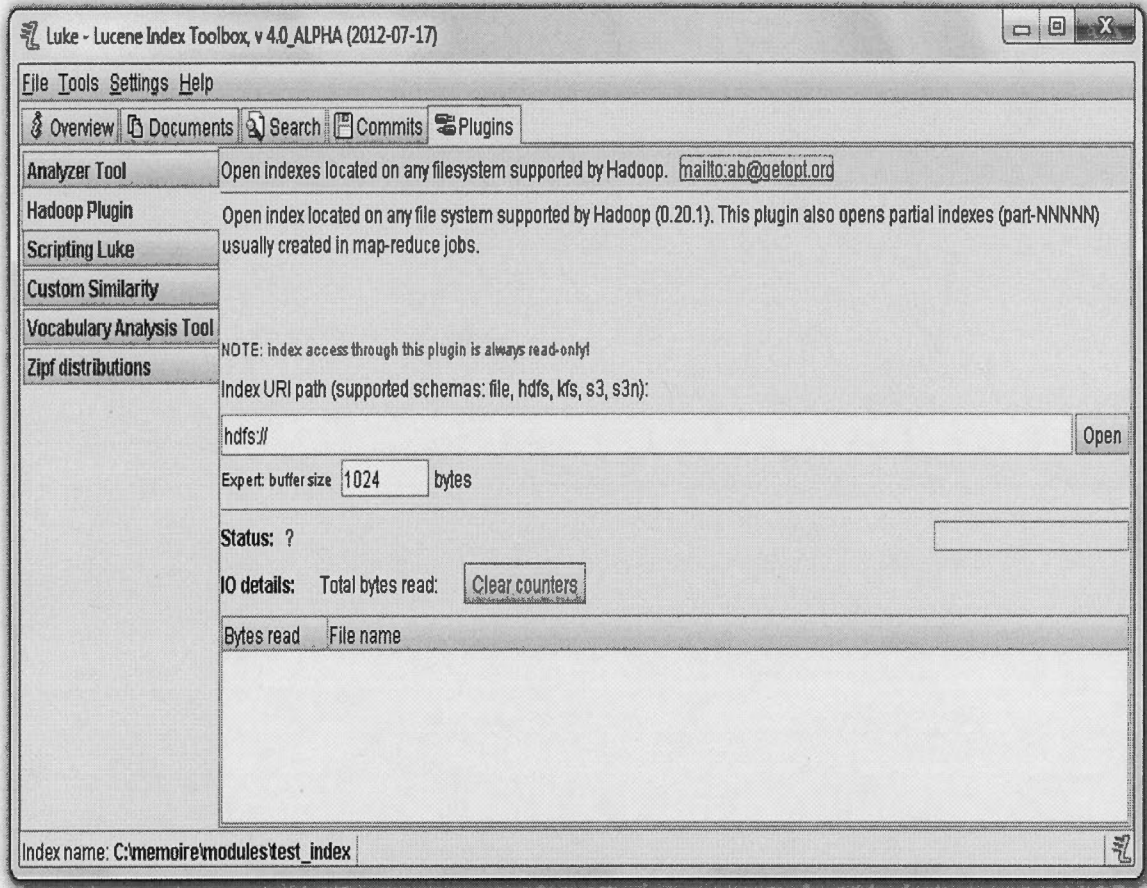 Luke - Lucene Index Toolbox, v 4.0_ALPHA (2012-07-17)
File Tools Settings Help
Overview Documents Search Commits Plugins
Analyzer Tool
Hadoop Plugin
Scripting Luke
Custom Similarity
Vocabulary Analysis Tool
Zipf distributions
Open indexes located on any filesystem supported by Hadoop. mailto:ab@getopt.org
Open index located on any file system supported by Hadoop (0.20.1). This plugin also opens partial indexes (part-NNNNN)
usually created in map-reduce jobs.
NOTE: index access through this plugin is always read-only!
Index URI path (supported schemas: file, hdfs, kfs, s3, s3n):
hdfs://
Open
Expert: buffer size 1024 bytes
Status: ?
IO details: Total bytes read: Clear counters
Bytes read File name
Index name: C:\memoire\modules\test_index